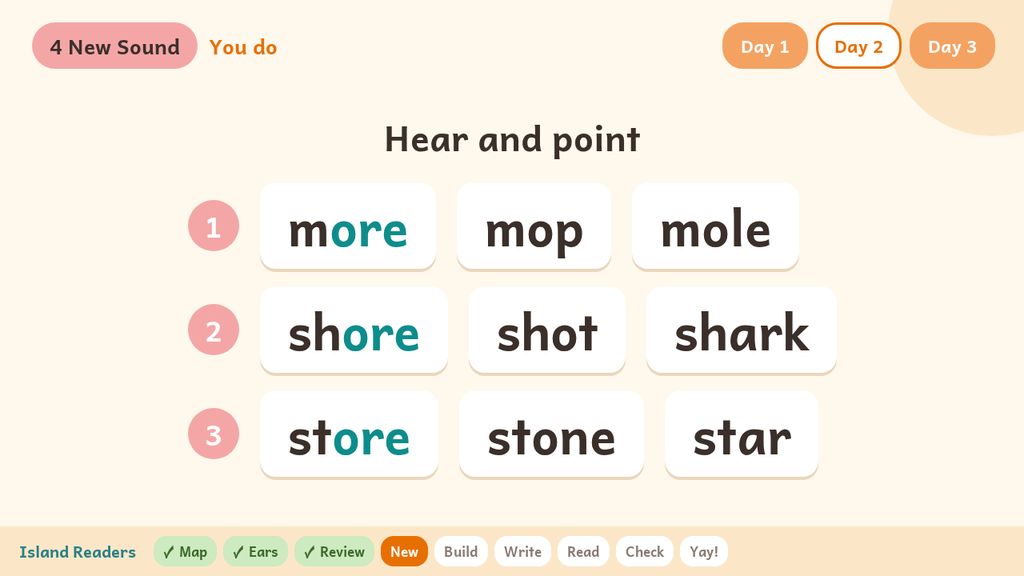 4 New Sound You do Day 1 Day 2 Day 3
Hear and point
1 more mop mole
2 shore shot shark
3 store stone star
Island Readers ✓ Map ✓ Ears ✓ Review New Build Write Read Check Yay!